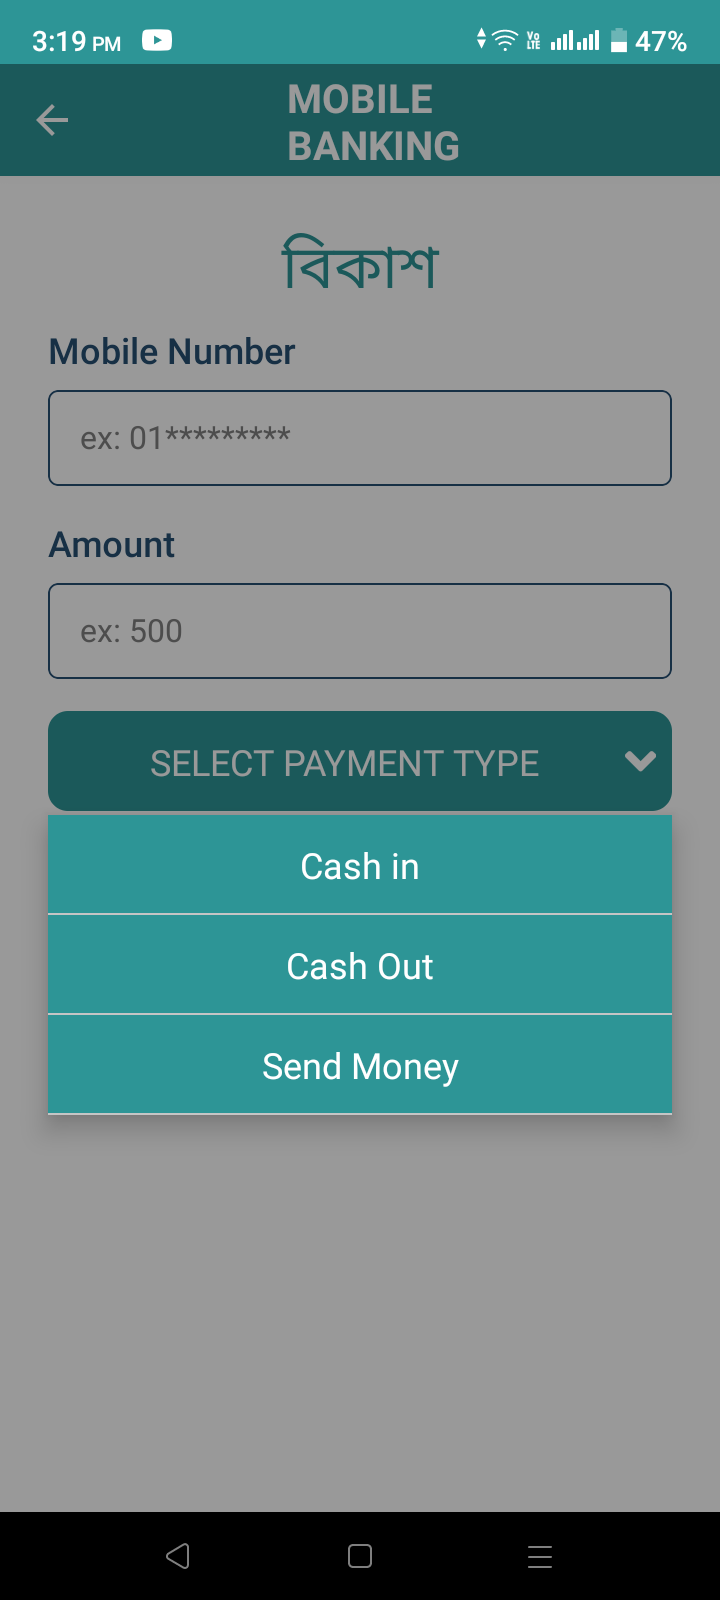 3:19 PM Vo LTE 47%
MOBILE
BANKING
বিকাশ
Mobile Number
ex: 01*********
Amount
ex: 500
SELECT PAYMENT TYPE
Cash in
Cash Out
Send Money